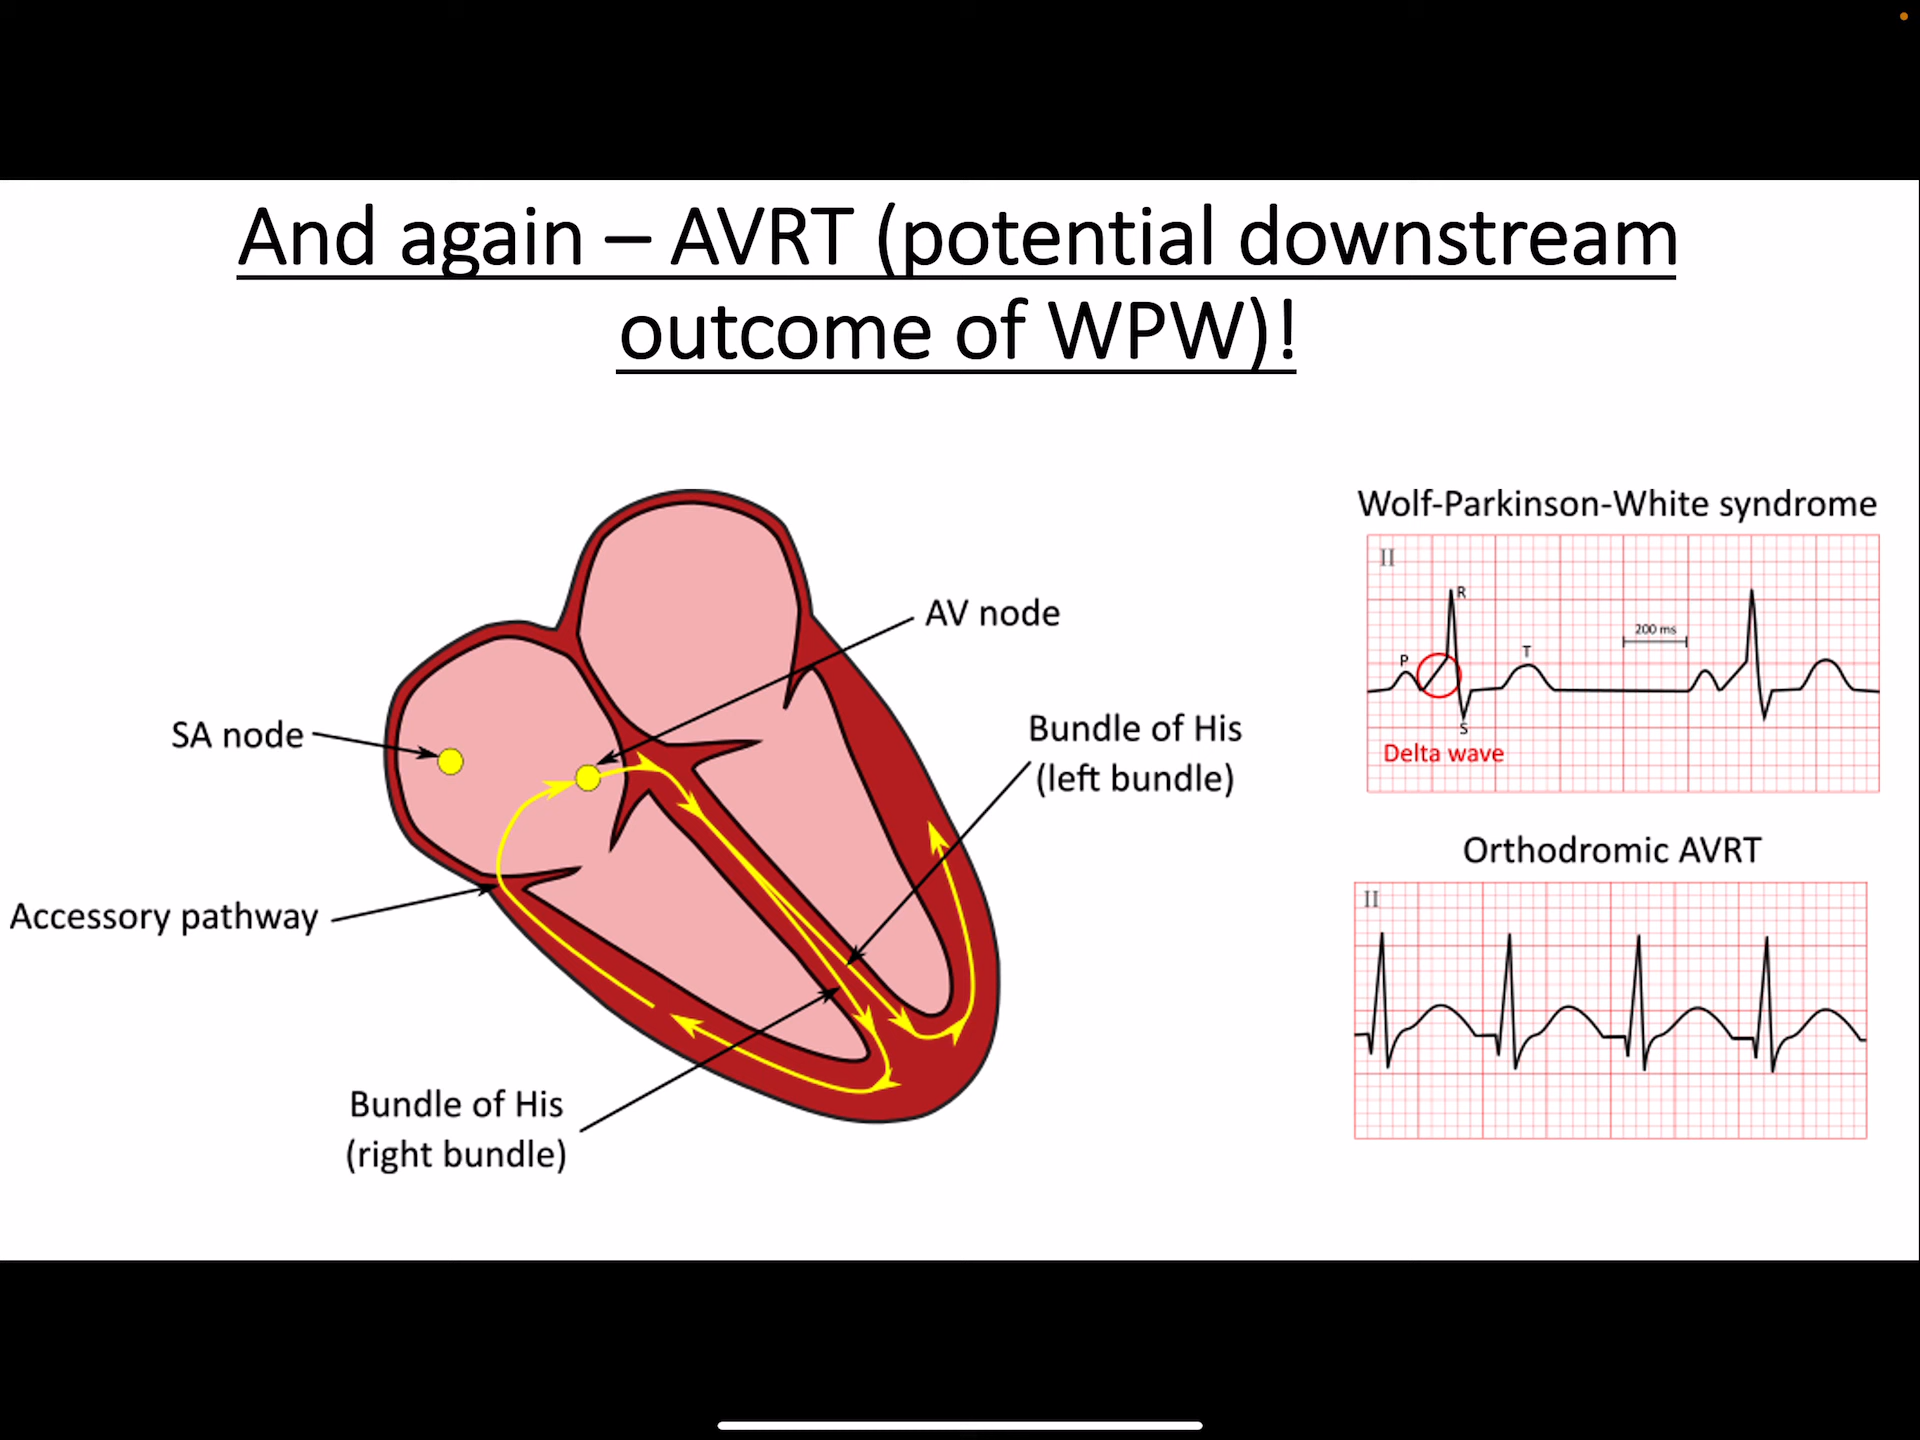 And again – AVRT (potential downstream
outcome of WPW)!
Wolf-Parkinson-White syndrome
II
R
200 ms
P
T
S
Delta wave
AV node
SA node
Bundle of His
(left bundle)
Accessory pathway
Bundle of His
(right bundle)
Orthodromic AVRT
II